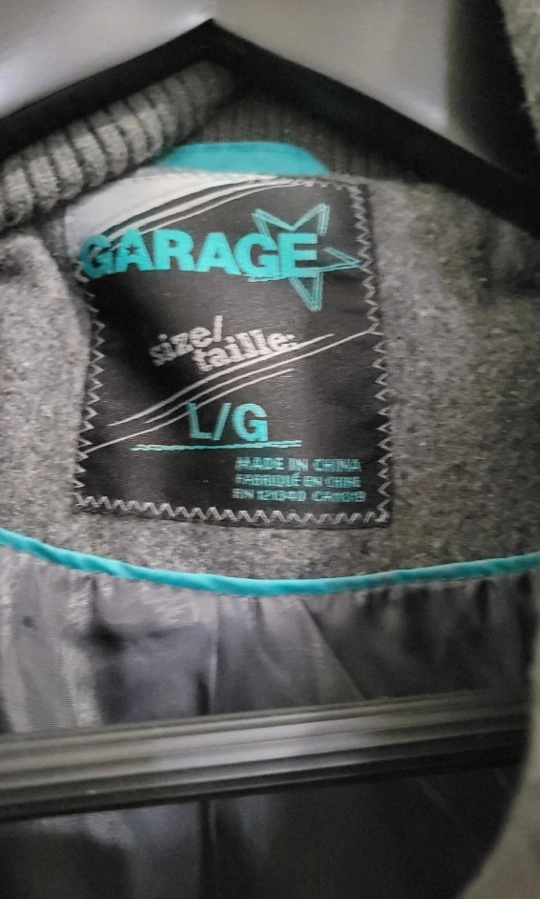 GARAGE
size/
taille:
L/G
MADE IN CHINA
FABRIQUÉ EN CHINE